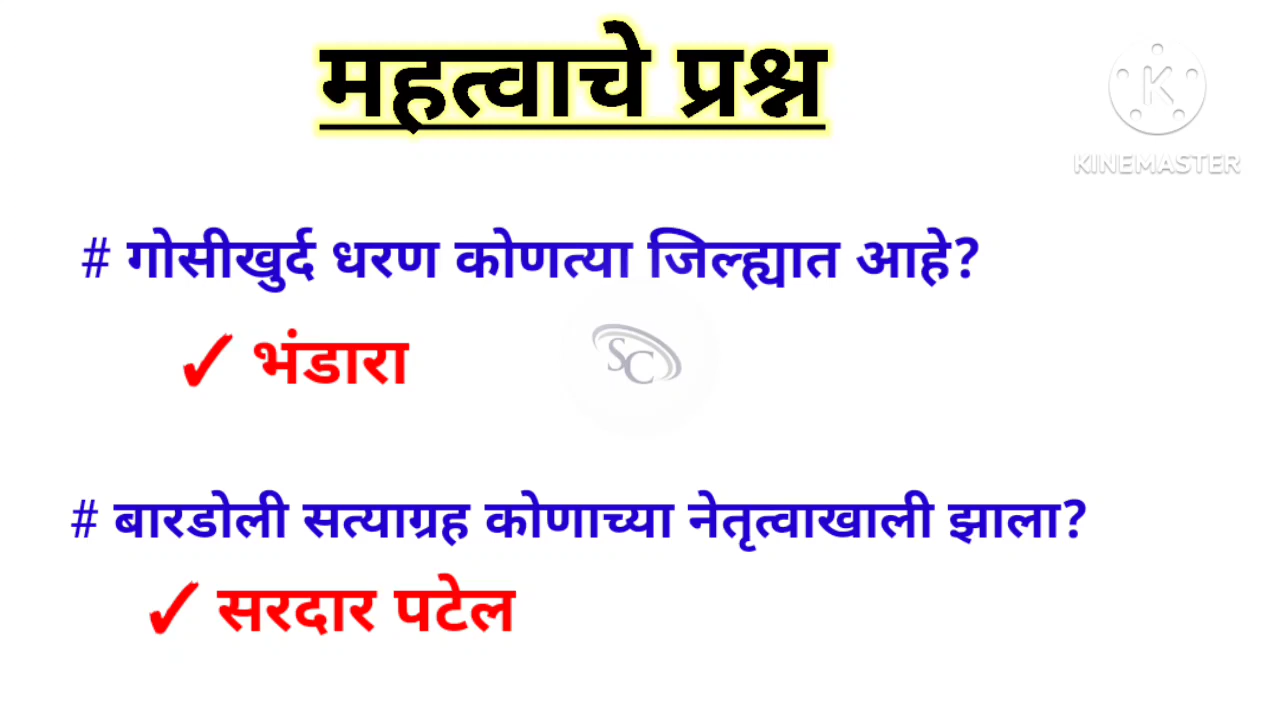 महत्वाचे प्रश्न
KINEMASTER
# गोसीखुर्द धरण कोणत्या जिल्ह्यात आहे?
✓ भंडारा
SC
# बारडोली सत्याग्रह कोणाच्या नेतृत्वाखाली झाला?
✓ सरदार पटेल